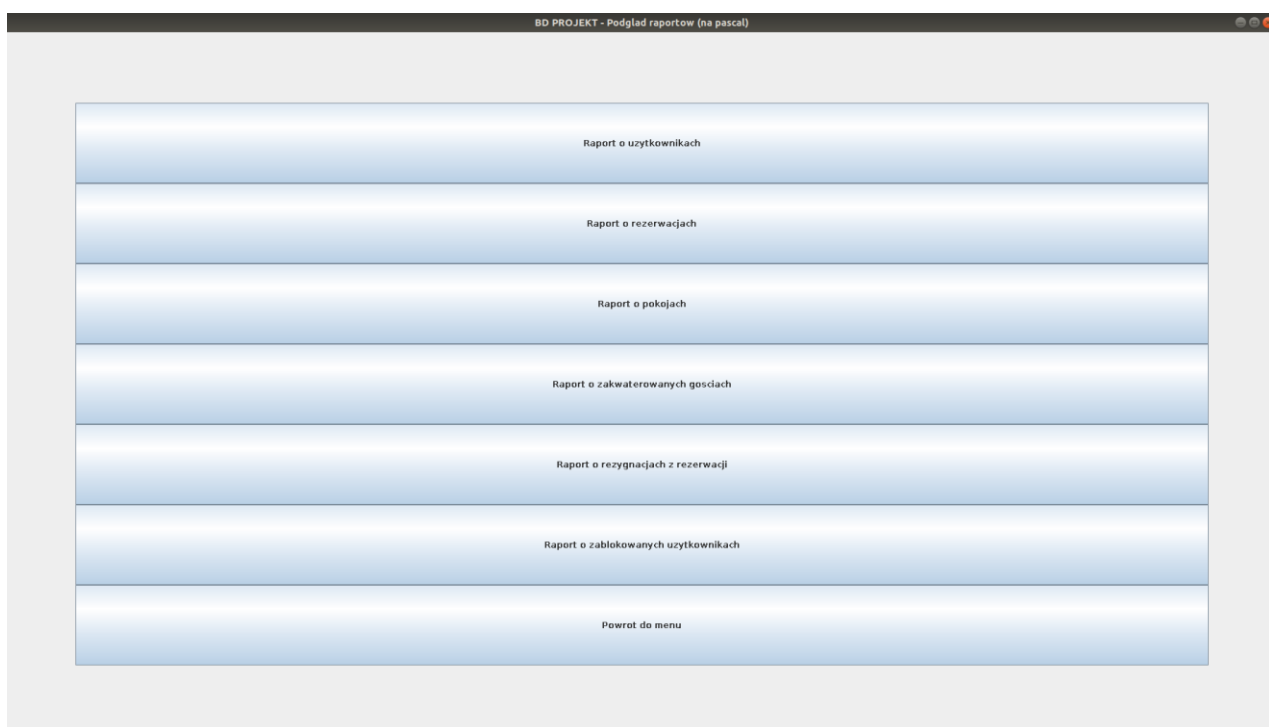 BD PROJEKT - Podglad raportow (na pascal)
Raport o uzytkownikach
Raport o rezerwacjach
Raport o pokojach
Raport o zakwaterowanych gosciach
Raport o rezygnacjach z rezerwacji
Raport o zablokowanych uzytkownikach
Powrot do menu